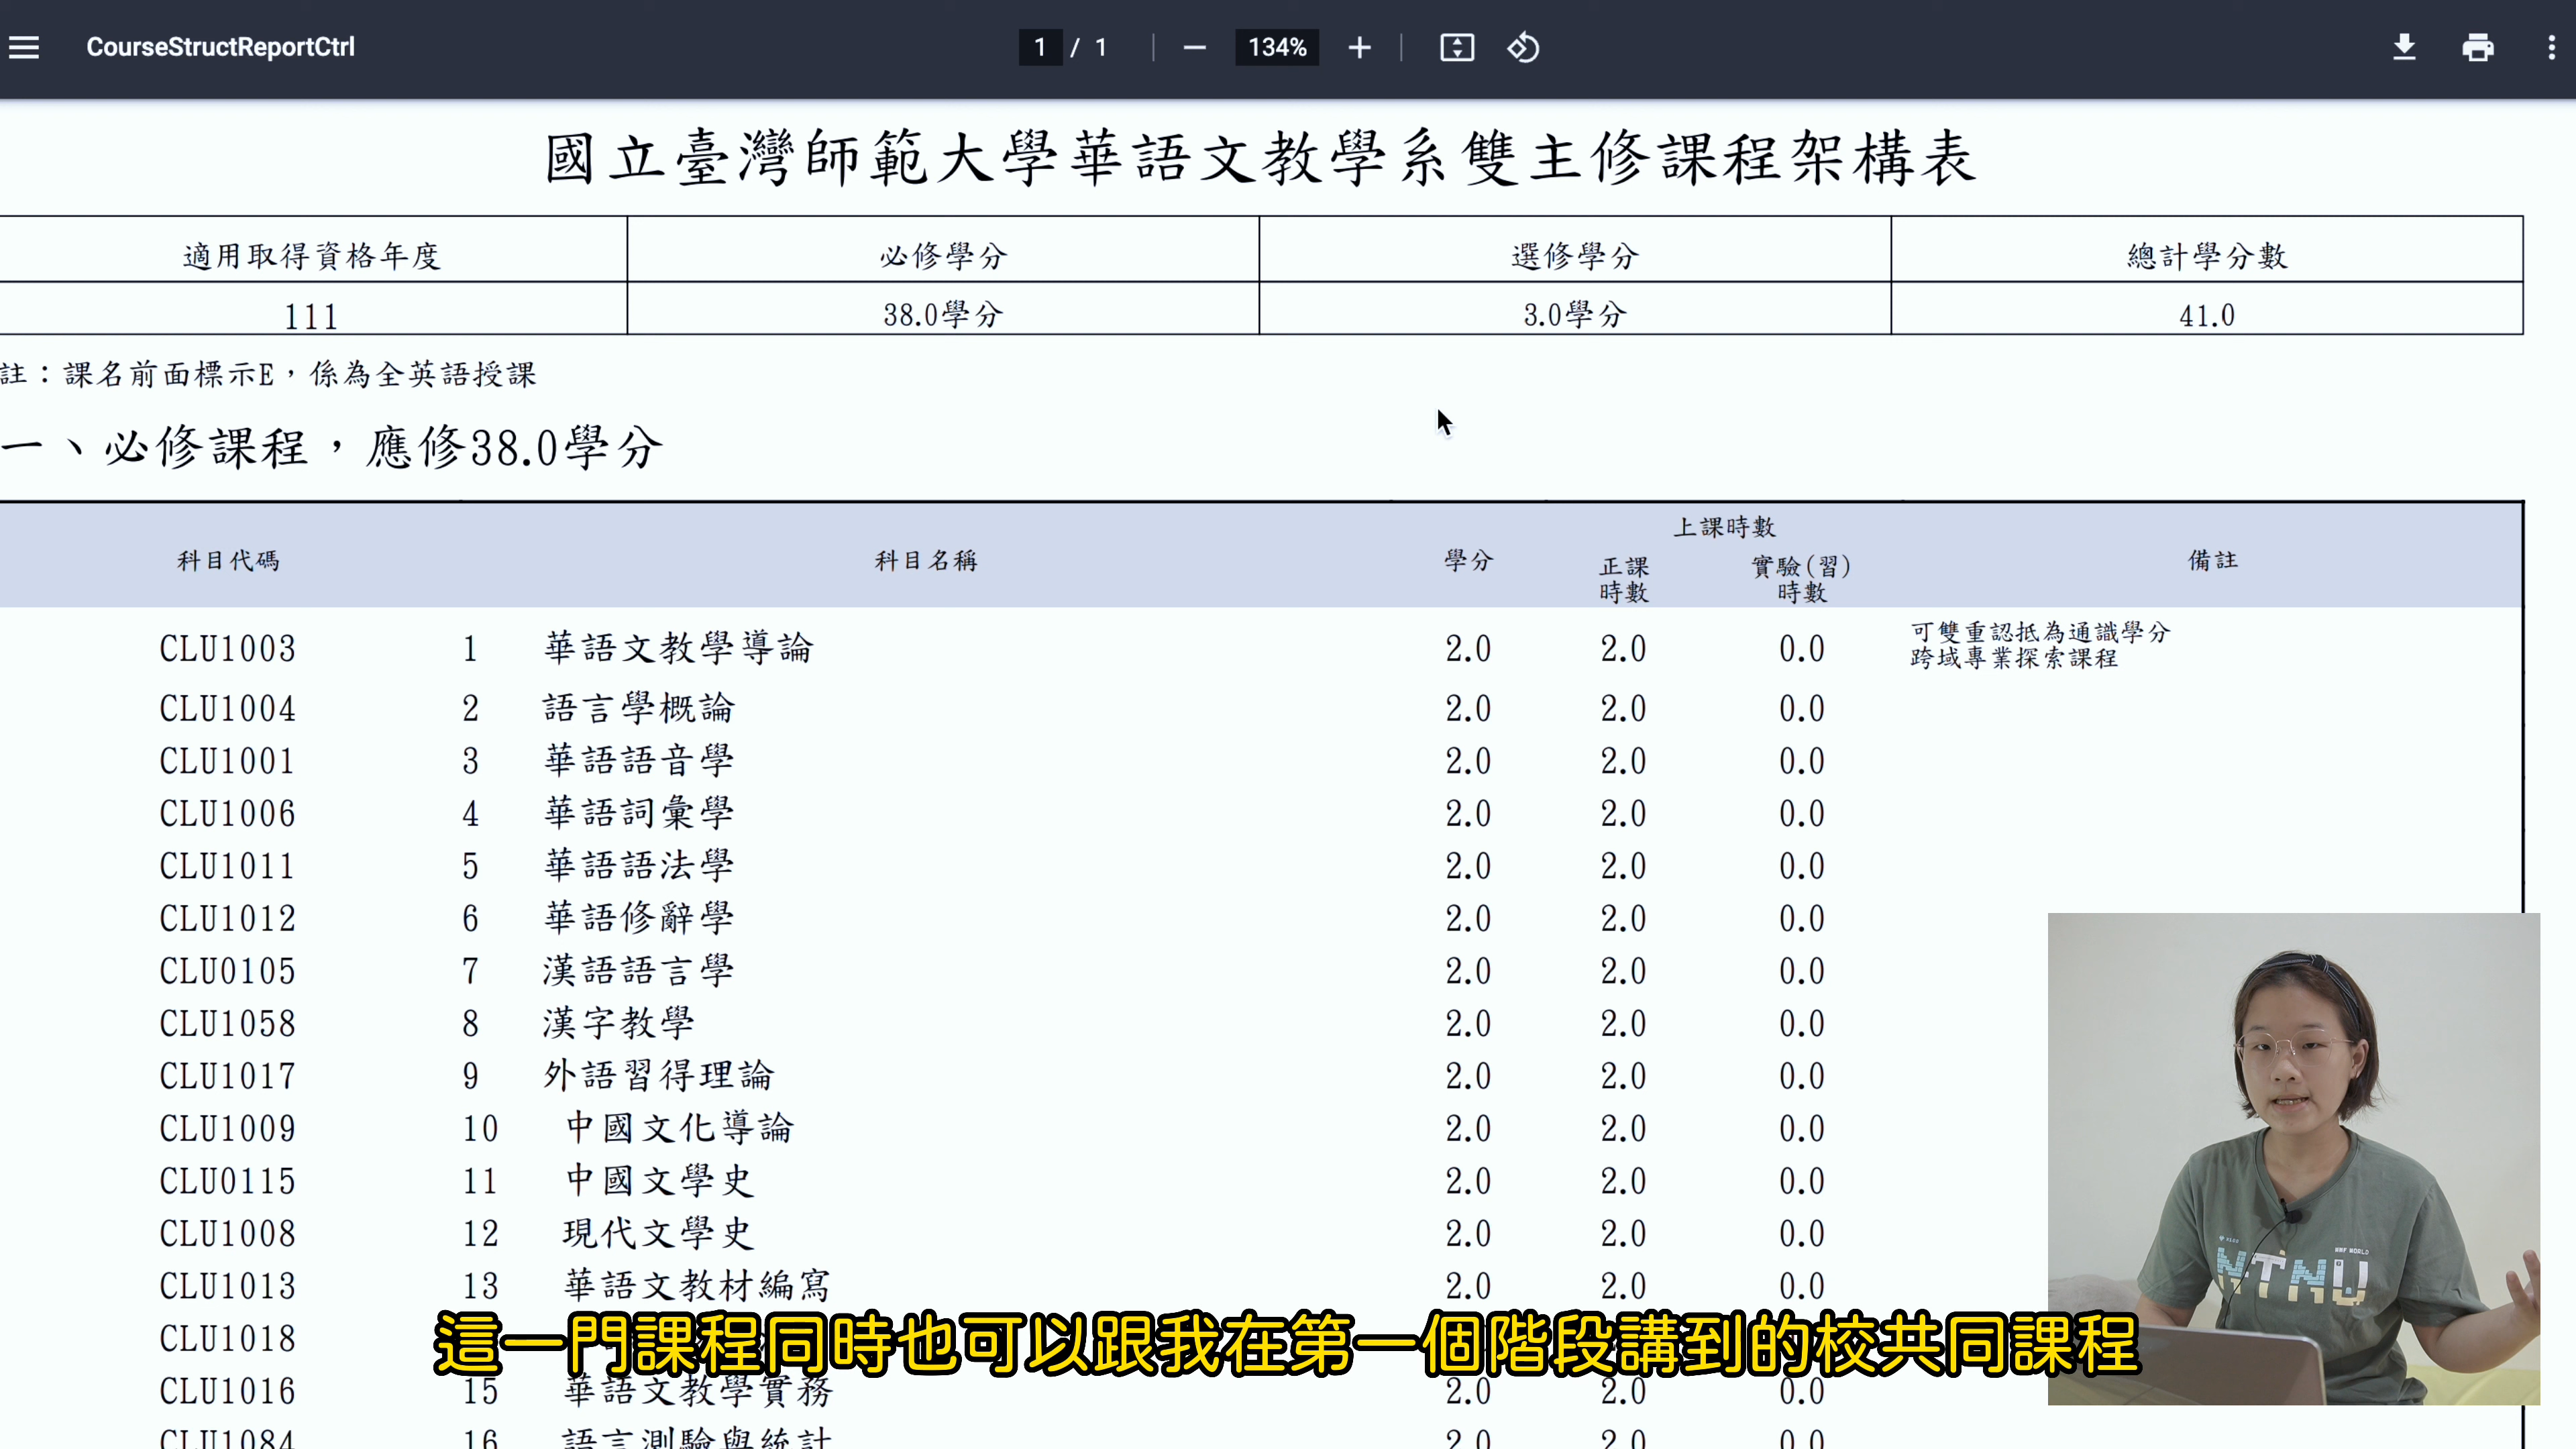 CourseStructReportCtrl
1 / 1
134%
國立臺灣師範大學華語文教學系雙主修課程架構表
適用取得資格年度 必修學分 選修學分 總計學分數
111 38.0學分 3.0學分 41.0
註：課名前面標示E，係為全英語授課
一、必修課程，應修38.0學分
科目代碼 科目名稱 學分 上課時數 正課時數 實驗(習)時數 備註
CLU1003 1 華語文教學導論 2.0 2.0 0.0 可雙重認抵為通識學分
跨域專業探索課程
CLU1004 2 語言學概論 2.0 2.0 0.0
CLU1001 3 華語語音學 2.0 2.0 0.0
CLU1006 4 華語詞彙學 2.0 2.0 0.0
CLU1011 5 華語語法學 2.0 2.0 0.0
CLU1012 6 華語修辭學 2.0 2.0 0.0
CLU0105 7 漢語語言學 2.0 2.0 0.0
CLU1058 8 漢字教學 2.0 2.0 0.0
CLU1017 9 外語習得理論 2.0 2.0 0.0
CLU1009 10 中國文化導論 2.0 2.0 0.0
CLU0115 11 中國文學史 2.0 2.0 0.0
CLU1008 12 現代文學史 2.0 2.0 0.0
CLU1013 13 華語文教材編寫 2.0 2.0 0.0
CLU1018
這一門課程同時也可以跟我在第一個階段講到的校共同課程
CLU1016 15 華語文教學實務 2.0 2.0 0.0
CLU1084 16 語言測驗與統計 2.0 2.0 0.0
NTNU